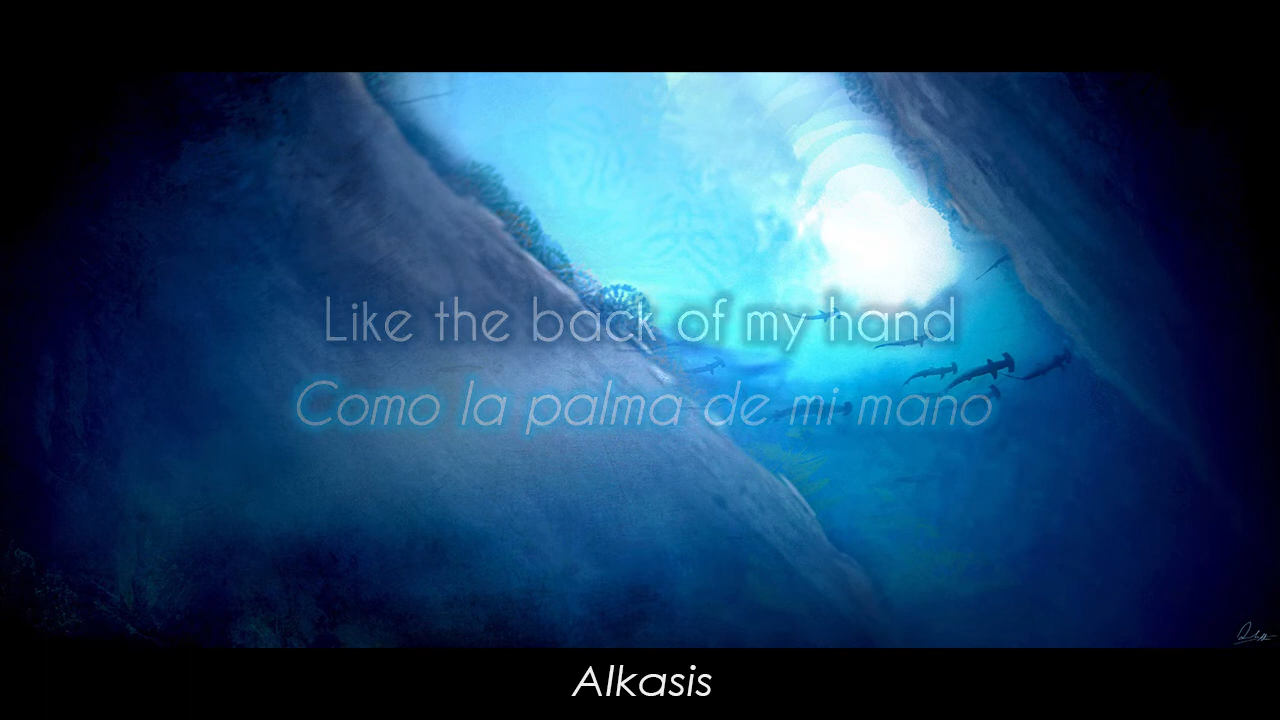 Like the back of my hand
Como la palma de mi mano
Alkasis